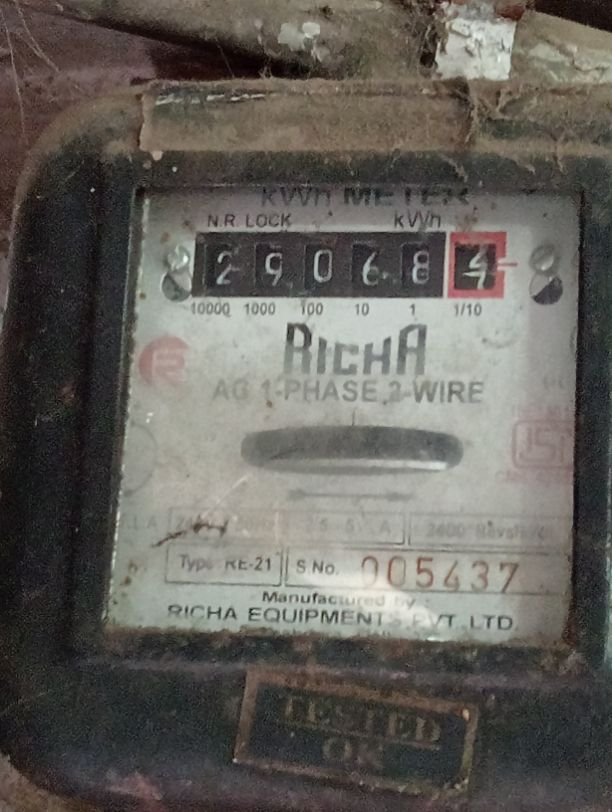 kWh METER
N.R. LOCK kWh
2 9 0 6 8
10000 1000 100 10 1 1/10
RICHA
AC 1-PHASE 2-WIRE
Type RE-21 S.No. 005437
Manufactured by
RICHA EQUIPMENTS PVT. LTD.
TESTED
OK